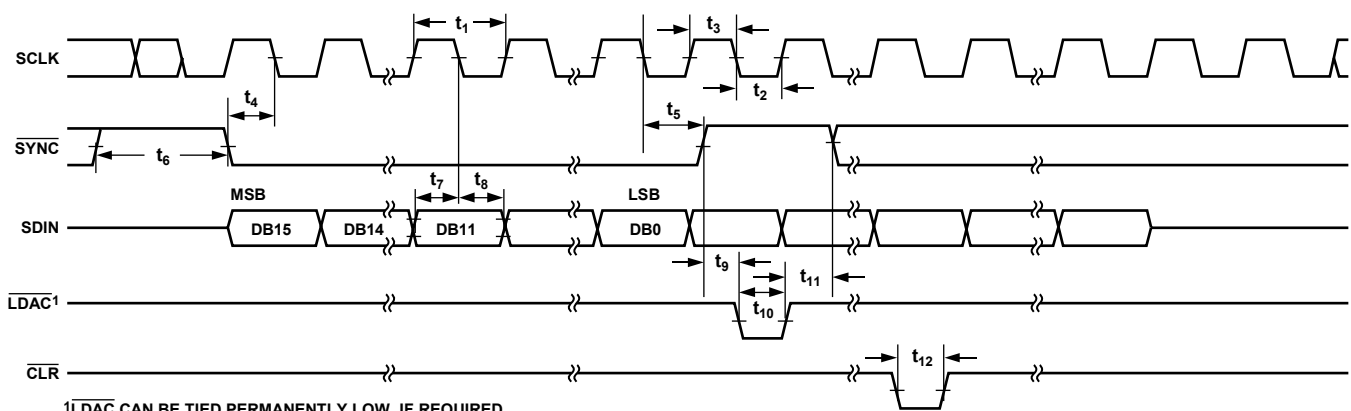 t1
t3
SCLK
t4
t2
t5
SYNC
t6
t7
t8
MSB
LSB
SDIN
DB15
DB14
DB11
DB0
t9
t11
LDAC1
t10
t12
CLR
1LDAC CAN BE TIED PERMANENTLY LOW, IF REQUIRED